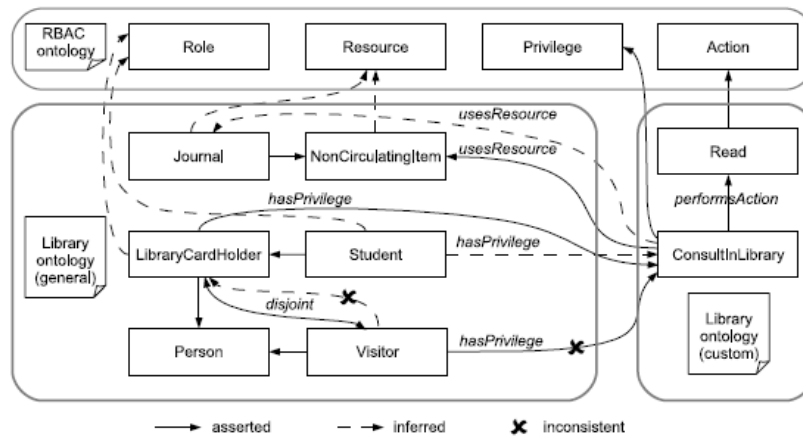 RBAC
ontology
Role
Resource
Privilege
Action
usesResource
Journal
NonCirculatingItem
usesResource
Read
hasPrivilege
performsAction
Library
ontology
(general)
LibraryCardHolder
Student
hasPrivilege
ConsultInLibrary
disjoint
Person
Visitor
hasPrivilege
Library
ontology
(custom)
asserted
inferred
inconsistent